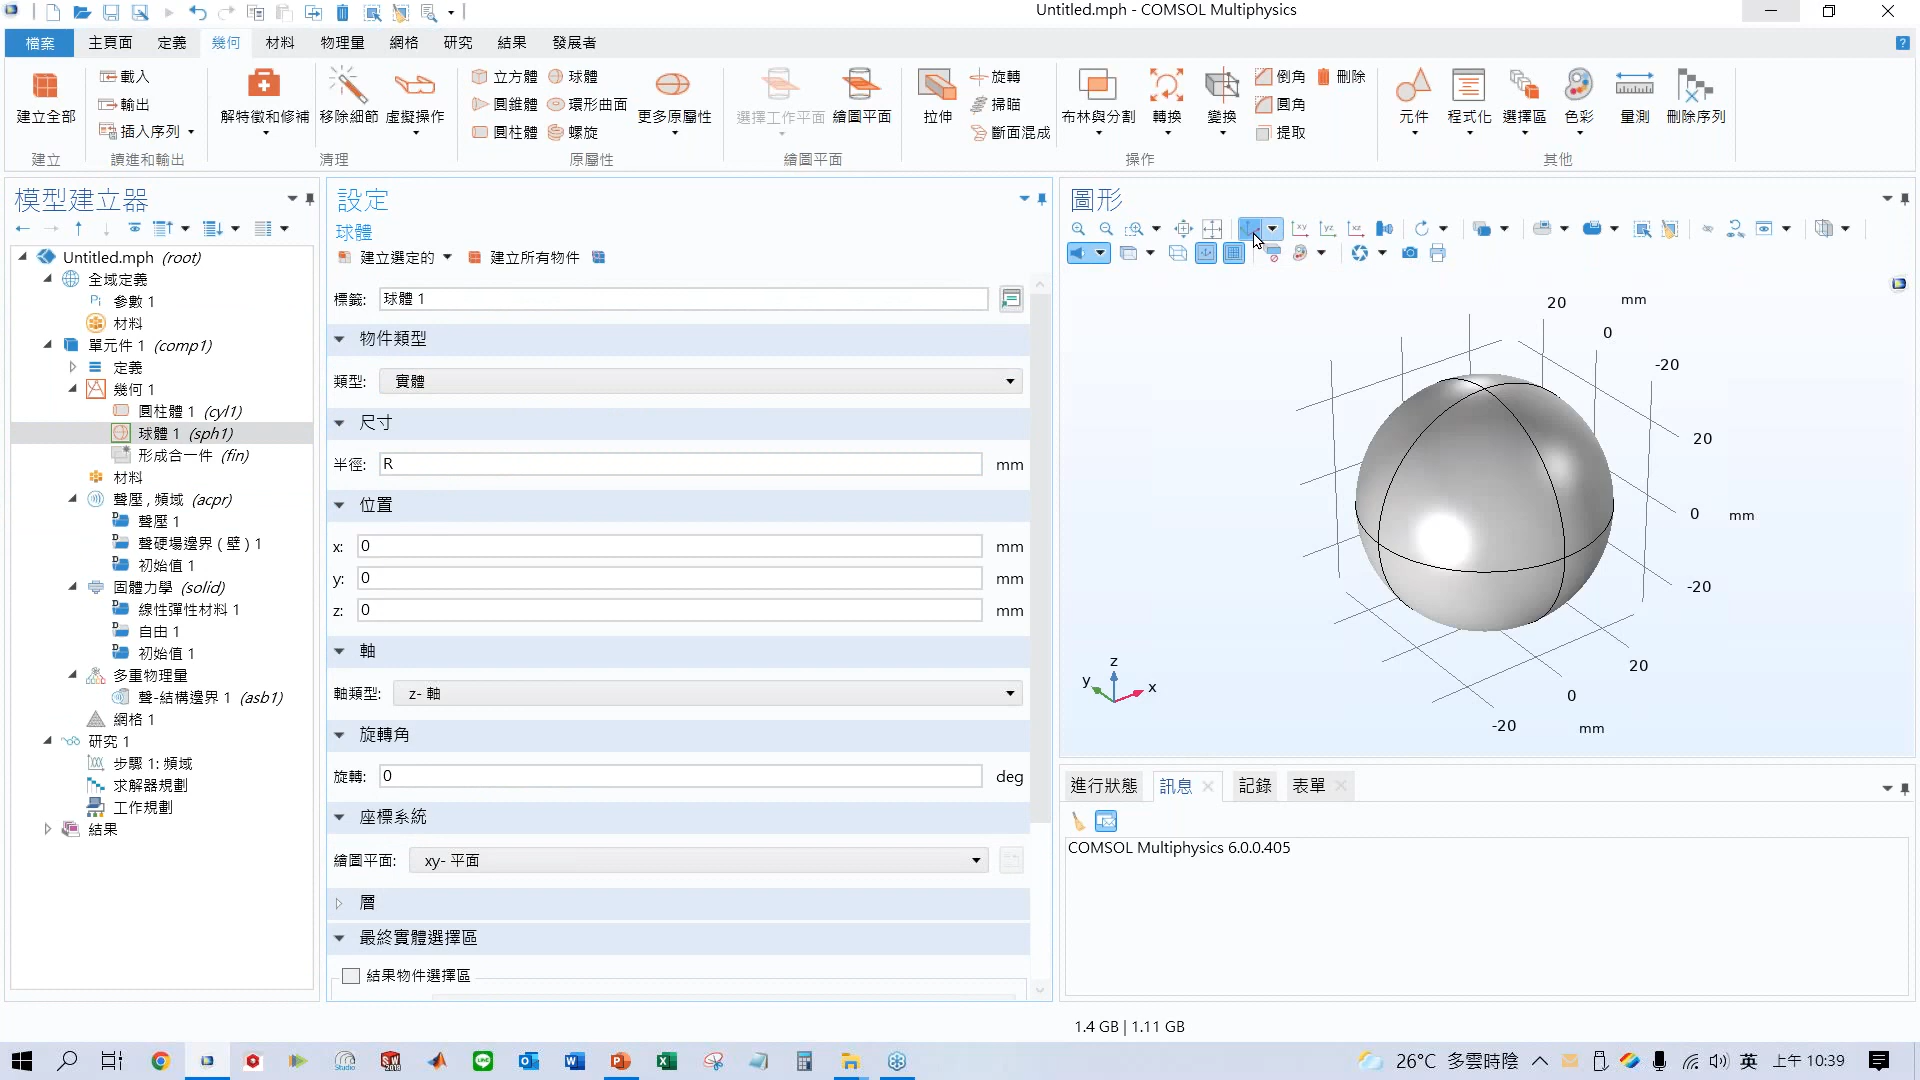 Untitled.mph - COMSOL Multiphysics
檔案 主頁面 定義 幾何 材料 物理量 網格 研究 結果 發展者
建立全部
建立
載入
輸出
插入序列
讀進和輸出
解特徵和修補
移除細節
虛擬操作
清理
立方體
球體
圓錐體
環形曲面
圓柱體
螺旋
更多原屬性
原屬性
選擇工作平面
繪圖平面
繪圖平面
拉伸
旋轉
掃瞄
斷面混成
布林與分割
轉換
變換
倒角
刪除
圓角
提取
操作
元件
程式化
選擇區
色彩
量測
刪除序列
其他
模型建立器
Untitled.mph (root)
全域定義
Pi 參數 1
材料
單元件 1 (comp1)
定義
幾何 1
圓柱體 1 (cyl1)
球體 1 (sph1)
形成合一件 (fin)
材料
聲壓 , 頻域 (acpr)
聲壓 1
聲硬場邊界 ( 壁 ) 1
初始值 1
固體力學 (solid)
線性彈性材料 1
自由 1
初始值 1
多重物理量
聲-結構邊界 1 (asb1)
網格 1
研究 1
步驟 1: 頻域
求解器規劃
工作規劃
結果
設定
球體
建立選定的
建立所有物件
標籤: 球體 1
物件類型
類型: 實體
尺寸
半徑: R mm
位置
x: 0 mm
y: 0 mm
z: 0 mm
軸
軸類型: z- 軸
旋轉角
旋轉: 0 deg
座標系統
繪圖平面: xy- 平面
層
最終實體選擇區
結果物件選擇區
圖形
xy yz xz
20 mm
0
-20
20
0 mm
-20
20
0
-20 mm
z
y x
進行狀態 訊息 記錄 表單
COMSOL Multiphysics 6.0.0.405
1.4 GB | 1.11 GB
26°C 多雲時陰 英 上午 10:39